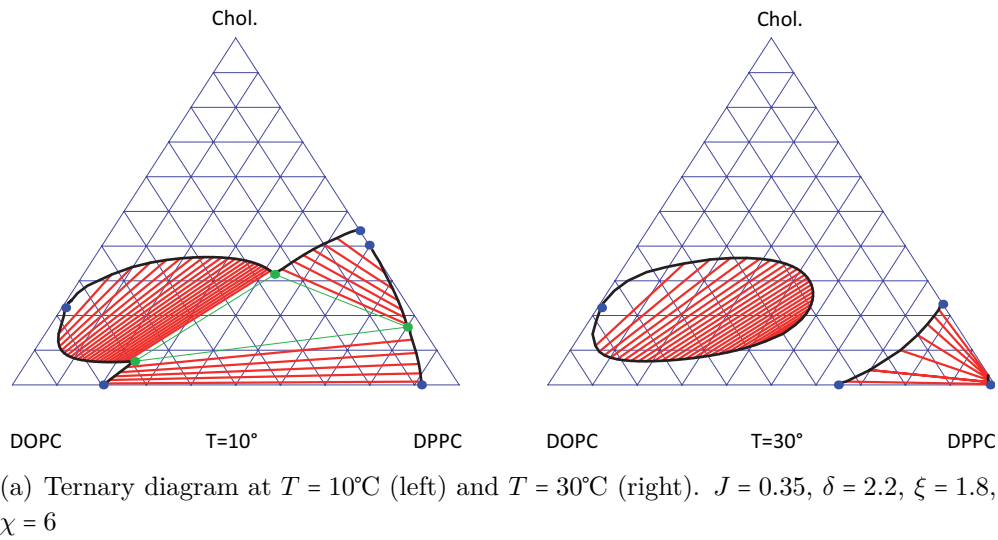 Chol. Chol.
DOPC T=10° DPPC DOPC T=30° DPPC
(a) Ternary diagram at T = 10°C (left) and T = 30°C (right). J = 0.35, δ = 2.2, ξ = 1.8,
χ = 6